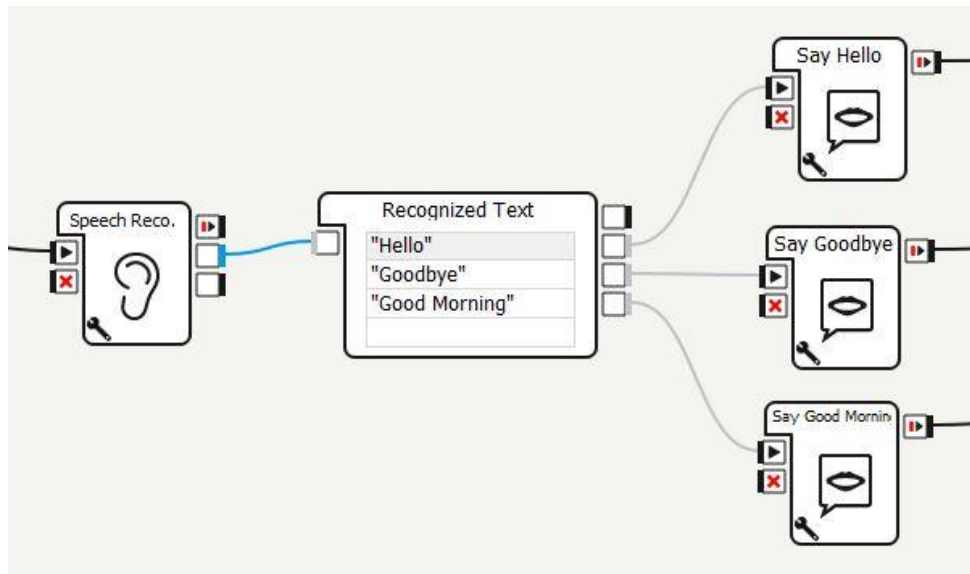 Speech Reco.
Recognized Text
"Hello"
"Goodbye"
"Good Morning"
Say Hello
Say Goodbye
Say Good Mornin